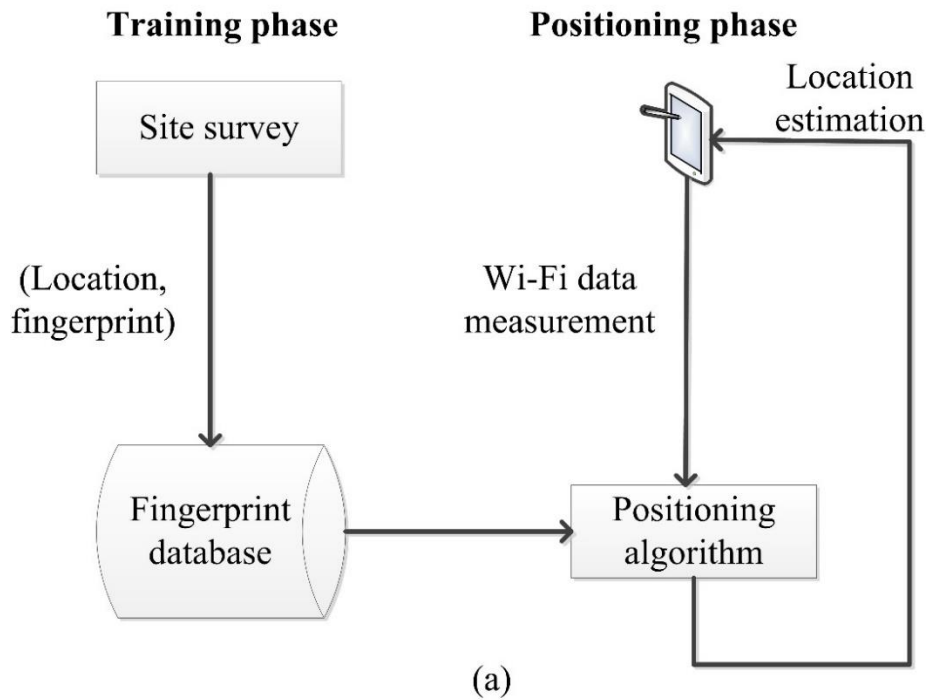 Training phase
Positioning phase
Site survey
Location
estimation
(Location,
fingerprint)
Wi-Fi data
measurement
Fingerprint
database
Positioning
algorithm
(a)